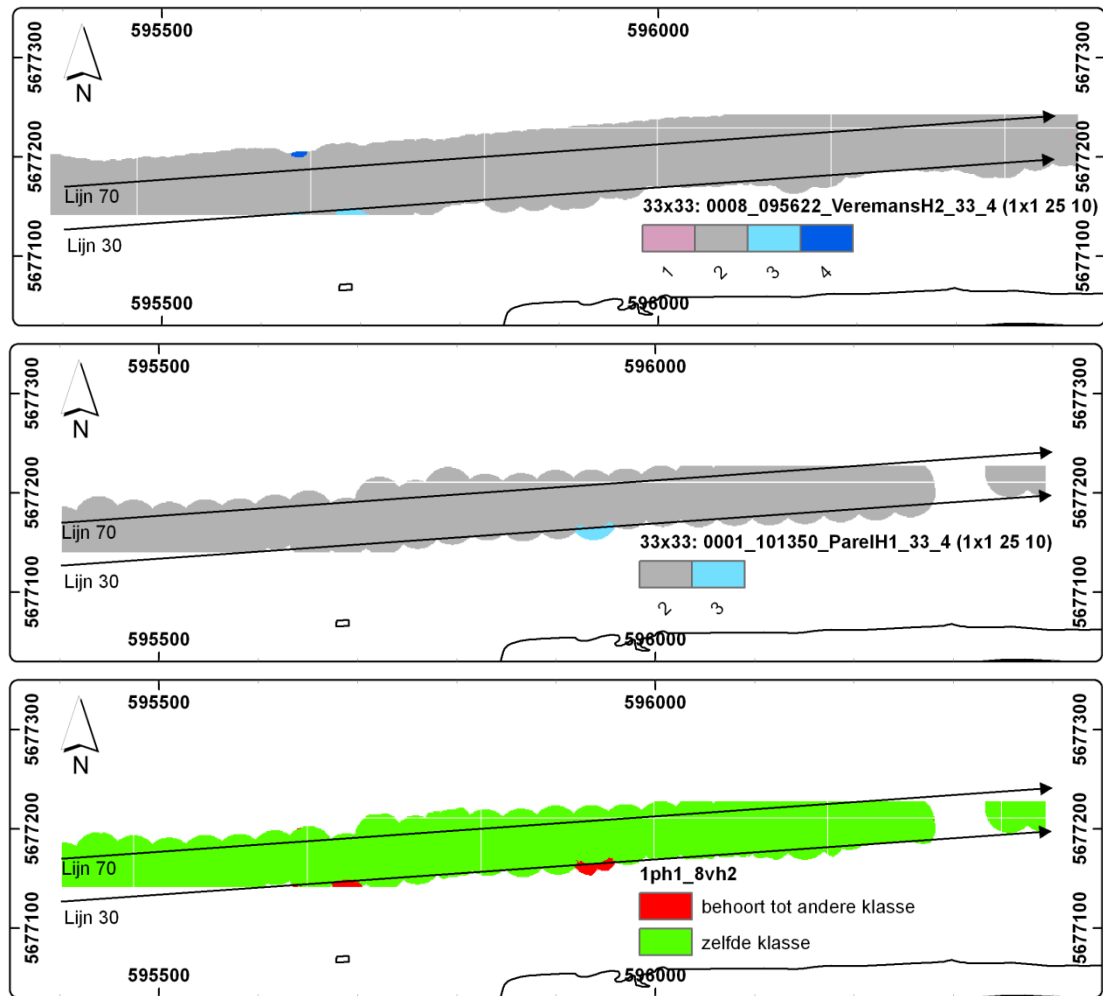 595500 596000
5677300 5677300
N
5677200 5677200
Lijn 70
33x33: 0008_095622_VeremansH2_33_4 (1x1 25 10)
Lijn 30
5677100 5677100
1 2 3 4
595500 596000
595500 596000
5677300 5677300
N
5677200 5677200
Lijn 70
33x33: 0001_101350_ParelH1_33_4 (1x1 25 10)
Lijn 30
5677100 5677100
2 3
595500 596000
595500 596000
5677300 5677300
N
5677200 5677200
Lijn 70
1ph1_8vh2
behoort tot andere klasse
Lijn 30
5677100 5677100
zelfde klasse
595500 596000